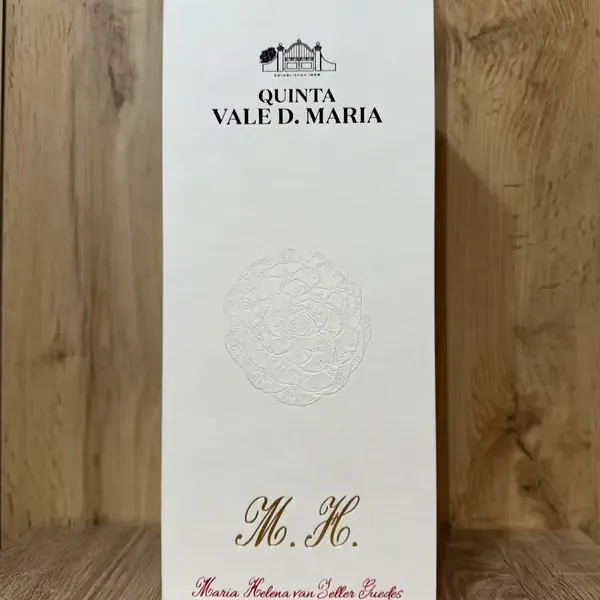 ESTABLISHED 1868
QUINTA
VALE D. MARIA
M. H.
Maria Helena van Zeller Guedes